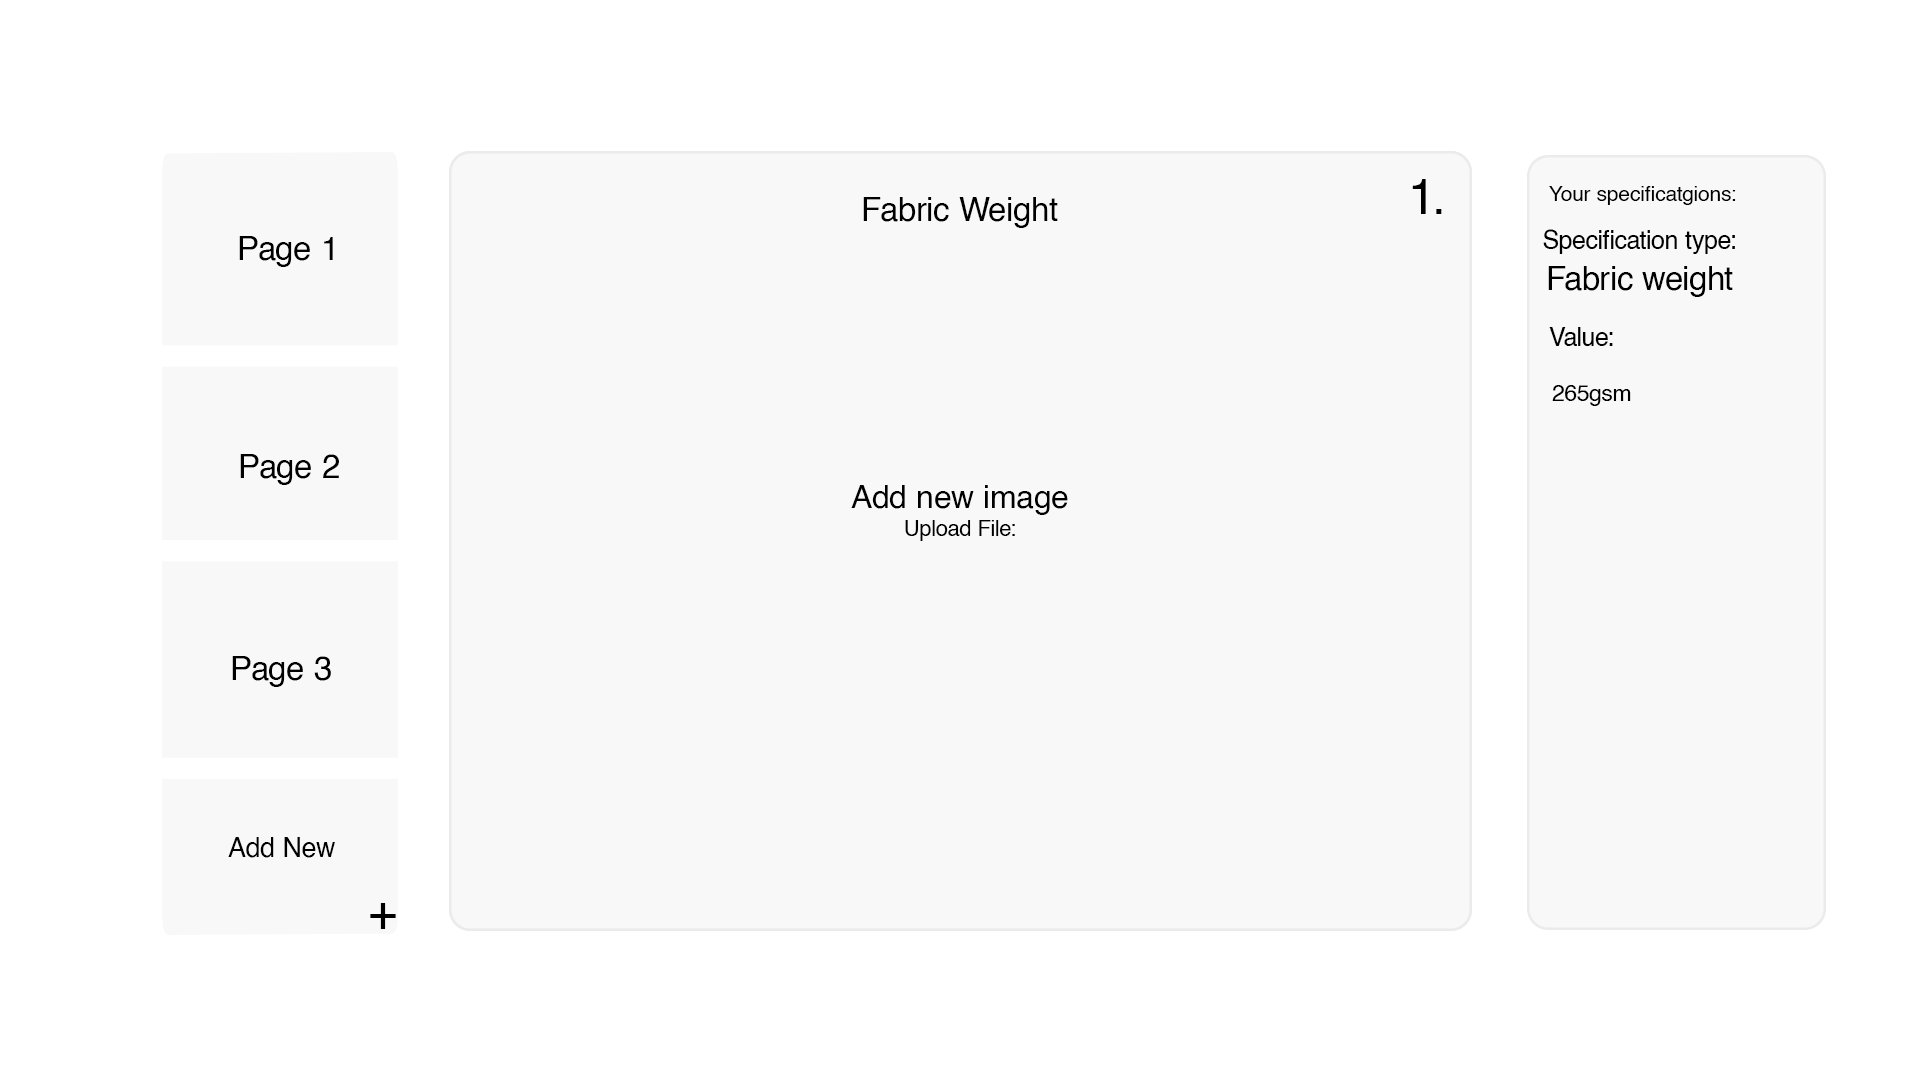 Page 1
Page 2
Page 3
Add New
+
Fabric Weight
1.
Add new image
Upload File:
Your specificatgions:
Specification type:
Fabric weight
Value:
265gsm